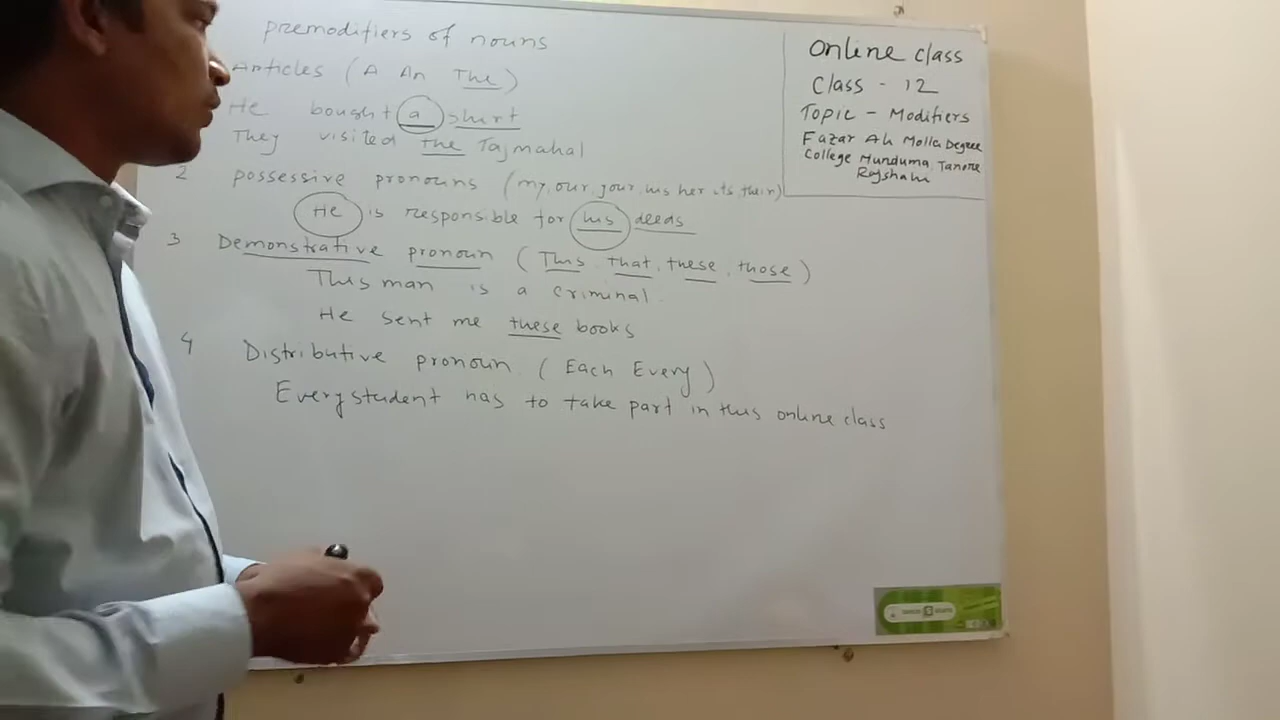 premodifiers of nouns
Articles (A An The)
He bought a shirt
They visited the Tajmahal
2 possessive pronouns (my, our, your, his her its their)
He is responsible for his deeds
3 Demonstrative pronoun (This, that, these, those)
This man is a criminal.
He sent me these books
4 Distributive pronoun (Each Every)
Every student has to take part in this online class
Online class
Class - 12
Topic - Modifiers
Fazar Ali Molla Degree
College Munduma, Tanore
Rajshahi